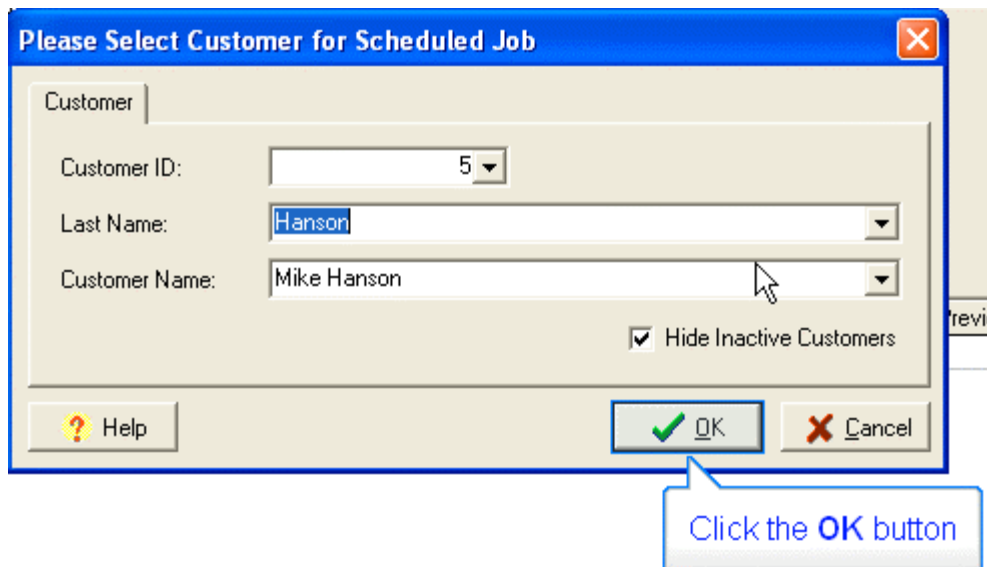 Please Select Customer for Scheduled Job
Customer
Customer ID: 5
Last Name: Hanson
Customer Name: Mike Hanson
Hide Inactive Customers
? Help
OK
Cancel
Click the OK button